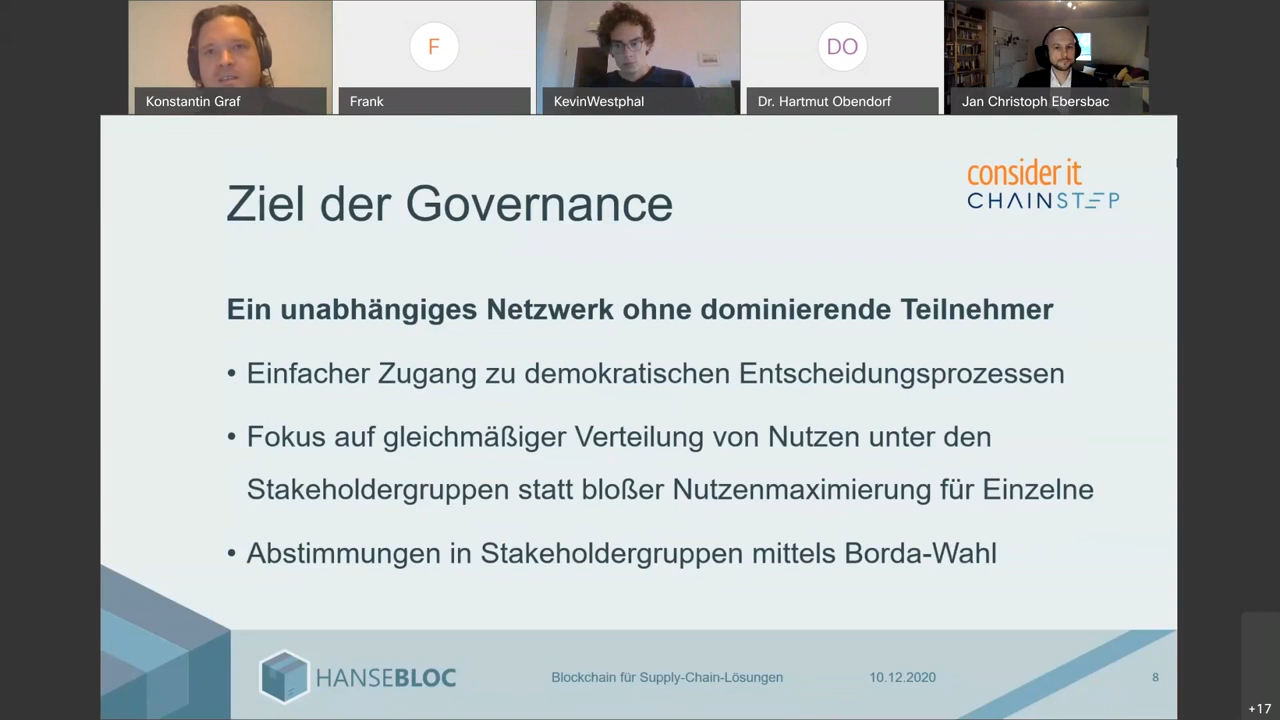 F
DO
Konstantin Graf
Frank
KevinWestphal
Dr. Hartmut Obendorf
Jan Christoph Ebersbac
consider it
CHAINSTEP
Ziel der Governance
Ein unabhängiges Netzwerk ohne dominierende Teilnehmer
• Einfacher Zugang zu demokratischen Entscheidungsprozessen
• Fokus auf gleichmäßiger Verteilung von Nutzen unter den
Stakeholdergruppen statt bloßer Nutzenmaximierung für Einzelne
• Abstimmungen in Stakeholdergruppen mittels Borda-Wahl
HANSEBLOC
Blockchain für Supply-Chain-Lösungen
10.12.2020
8
+17